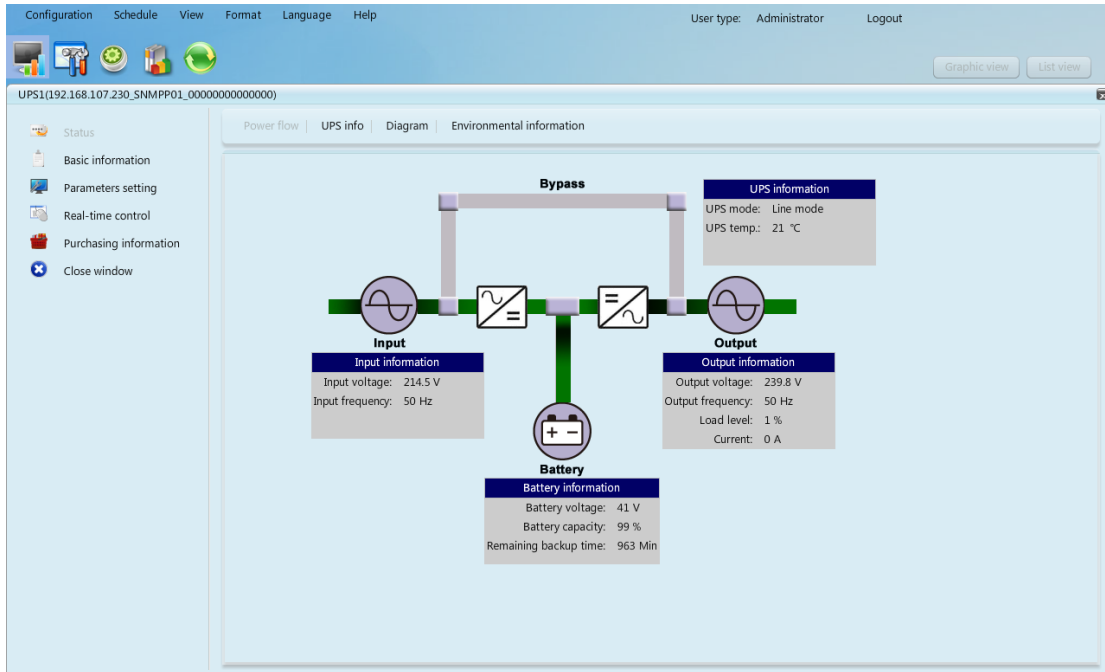 Configuration Schedule View Format Language Help User type: Administrator Logout
Graphic view List view
UPS1(192.168.107.230_SNMPP01_00000000000000)
Status
Basic information
Parameters setting
Real-time control
Purchasing information
Close window
Power flow UPS info Diagram Environmental information
Bypass
UPS information
UPS mode: Line mode
UPS temp.: 21 ℃
Input
Input information
Input voltage: 214.5 V
Input frequency: 50 Hz
Output
Output information
Output voltage: 239.8 V
Output frequency: 50 Hz
Load level: 1 %
Current: 0 A
Battery
Battery information
Battery voltage: 41 V
Battery capacity: 99 %
Remaining backup time: 963 Min